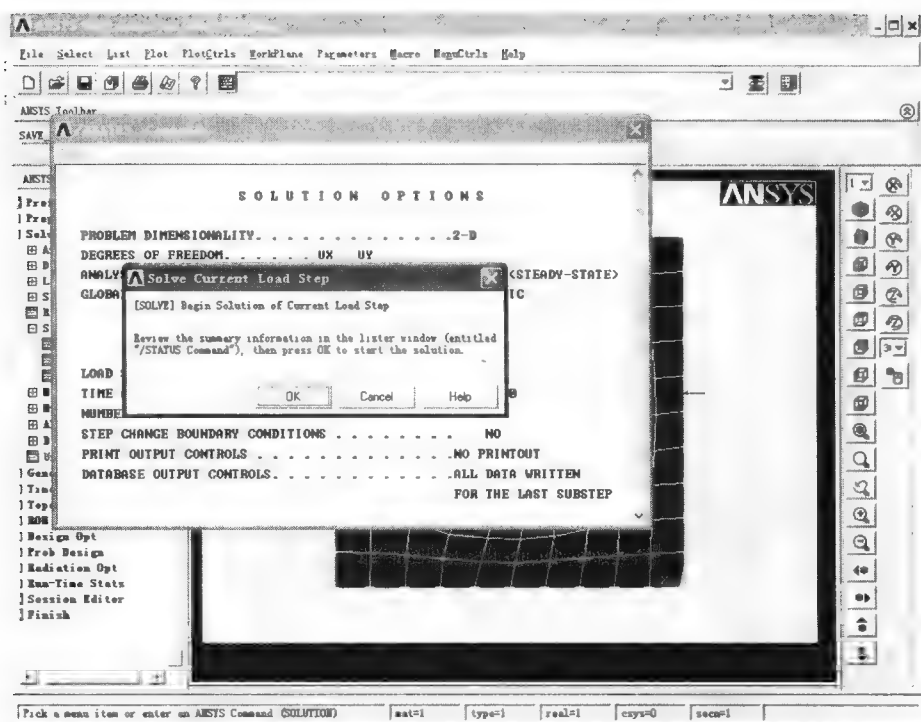 File Select List Plot PlotCtrls WorkPlane Parameters Macro MenuCtrls Help
ANSYS Toolbar
SAVE
SOLUTION OPTIONS
PROBLEM DIMENSIONALITY. . . . . . . . . . . . .2-D
DEGREES OF FREEDOM. . . . . . UX UY
ANALYS <STEADY-STATE>
GLOBA IC
Solve Current Load Step
[SOLVE] Begin Solution of Current Load Step
Review the summary information in the lister window (entitled
"/STATUS Command"), then press OK to start the solution.
OK Cancel Help
LOAD
TIME
NUMBE
STEP CHANGE BOUNDARY CONDITIONS . . . . . . . . NO
PRINT OUTPUT CONTROLS . . . . . . . . . . . . .NO PRINTOUT
DATABASE OUTPUT CONTROLS. . . . . . . . . . . .ALL DATA WRITTEN
FOR THE LAST SUBSTEP
ANSYS
ANSYS
Solu
Gene
Time
Topo
ROM
Design Opt
Prob Design
Radiation Opt
Run-Time Stats
Session Editor
Finish
Pick a menu item or enter an ANSYS Command (SOLUTION) mat=1 type=1 real=1 csys=0 secn=1